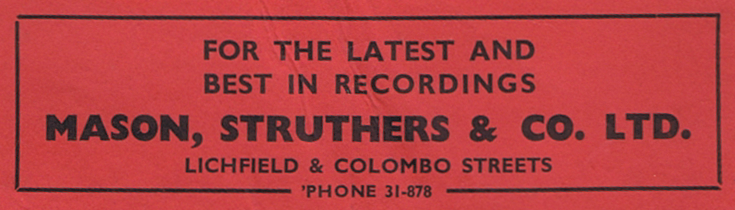 FOR THE LATEST AND
BEST IN RECORDINGS
MASON, STRUTHERS & CO. LTD.
LICHFIELD & COLOMBO STREETS
'PHONE 31-878